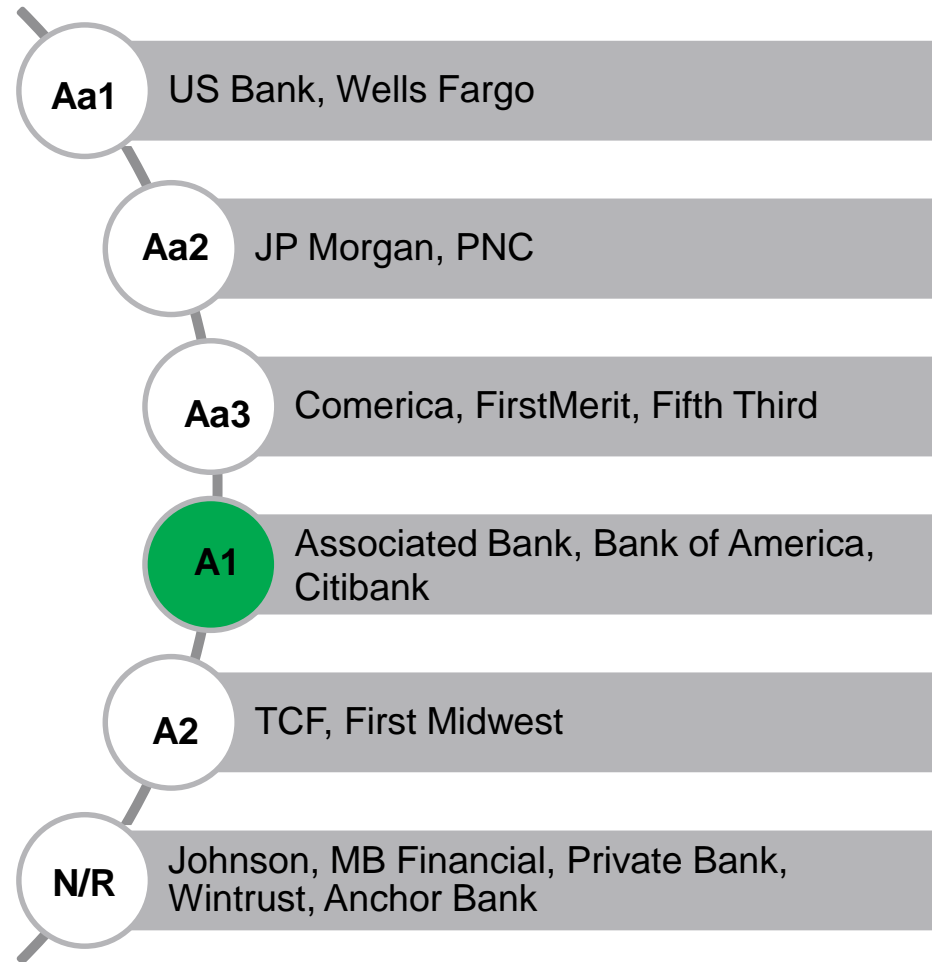 Aa1
US Bank, Wells Fargo
Aa2
JP Morgan, PNC
Aa3
Comerica, FirstMerit, Fifth Third
A1
Associated Bank, Bank of America,
Citibank
A2
TCF, First Midwest
N/R
Johnson, MB Financial, Private Bank,
Wintrust, Anchor Bank